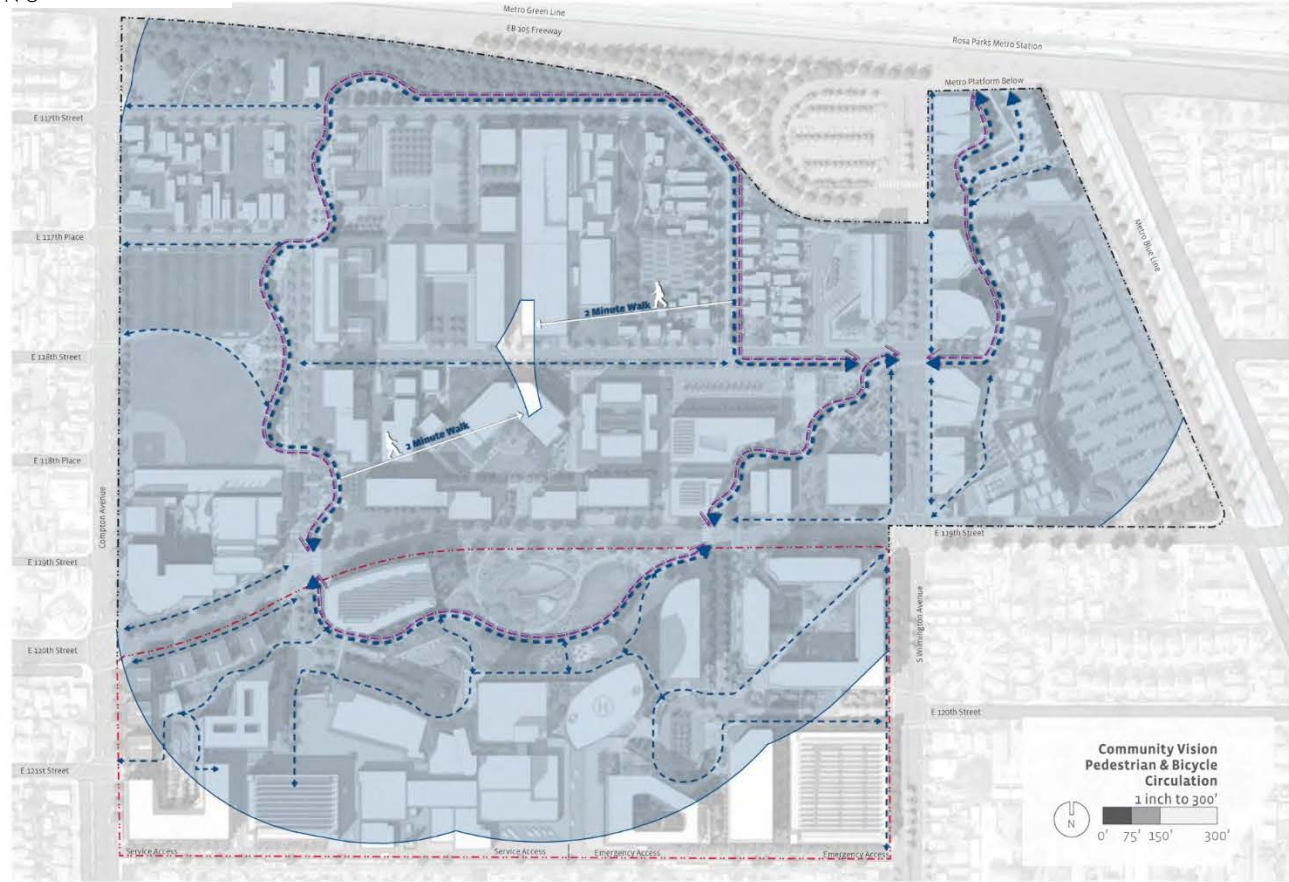 Metro Green Line
EB 105 Freeway
Rosa Parks Metro Station
Metro Platform Below
E 117th Street
Metro Blue Line
E 117th Place
2 Minute Walk
E 118th Street
2 Minute Walk
E 118th Place
Compton Avenue
E 119th Street
E 119th Street
S Wilmington Avenue
E 120th Street
H
E 120th Street
E 121st Street
Community Vision
Pedestrian & Bicycle
Circulation
1 inch to 300'
N
0' 75' 150' 300'
Service Access
Service Access
Emergency Access
Emergency Access